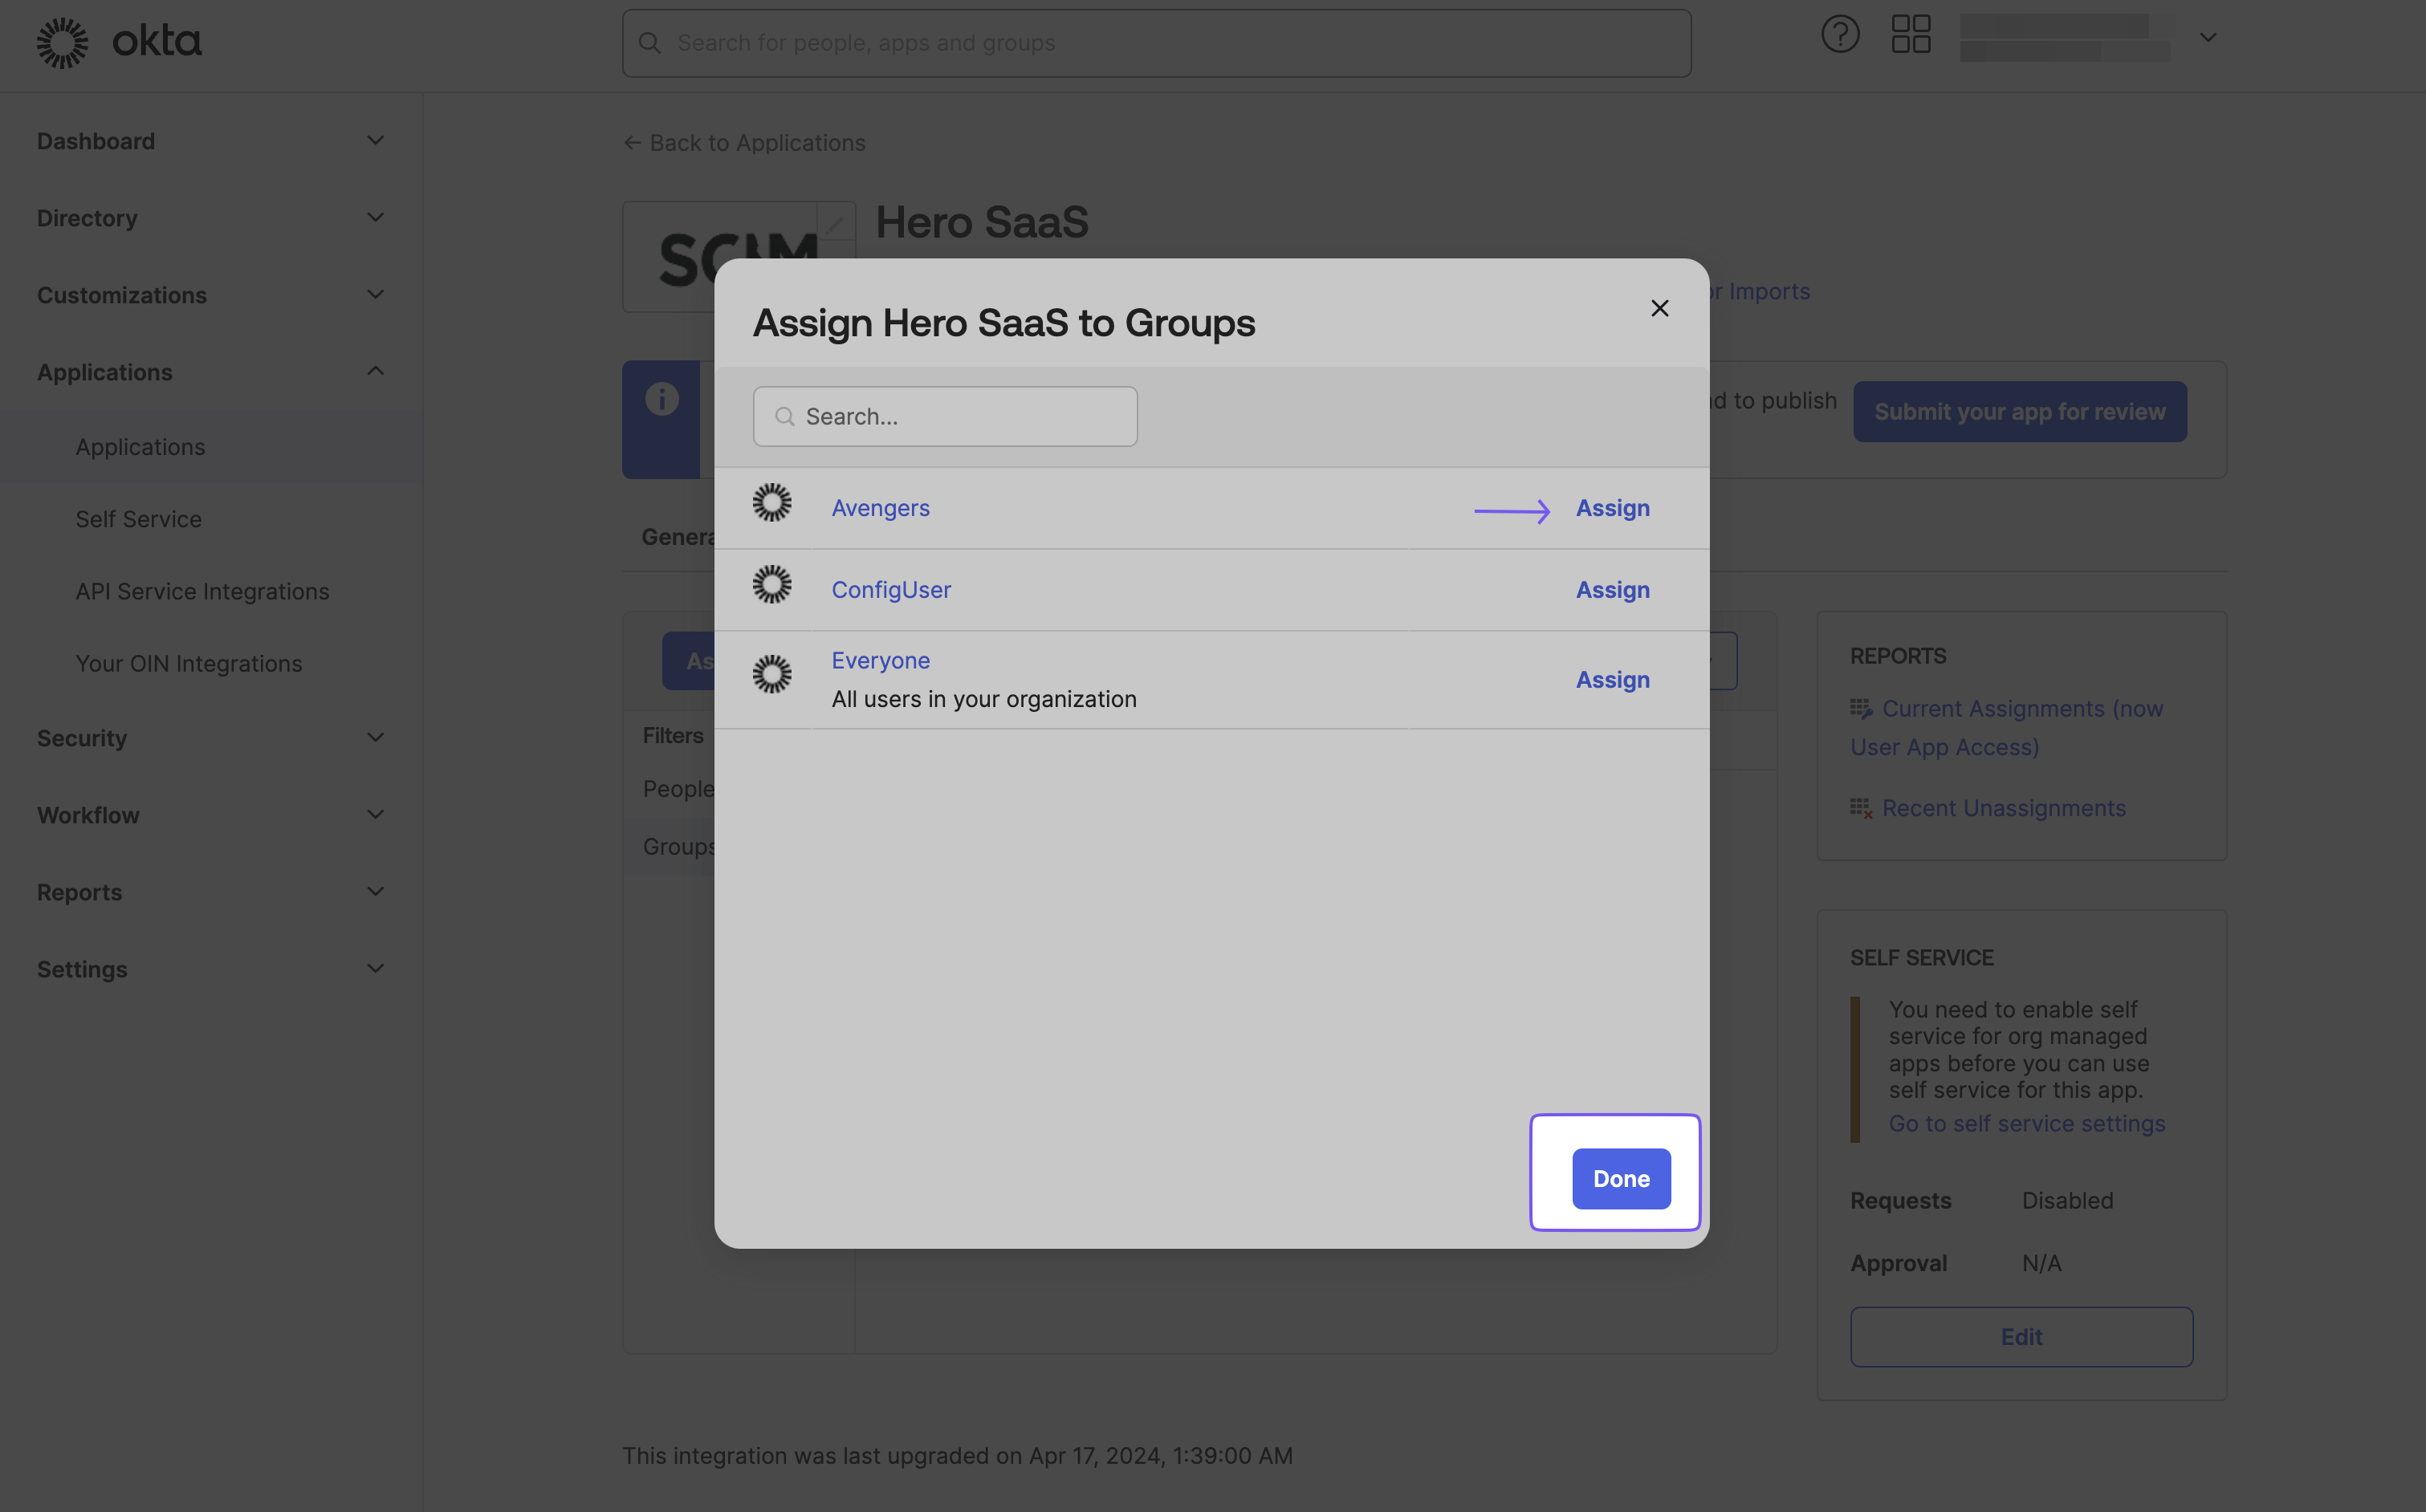 okta
Search for people, apps and groups
Dashboard
Directory
Customizations
Applications
Applications
Self Service
API Service Integrations
Your OIN Integrations
Security
Workflow
Reports
Settings
← Back to Applications
Hero SaaS
or Imports
nd to publish
Submit your app for review
Genera
As
Filters
People
Groups
Assign Hero SaaS to Groups
Search...
Avengers Assign
ConfigUser Assign
Everyone
All users in your organization
Assign
Done
REPORTS
Current Assignments (now
User App Access)
Recent Unassignments
SELF SERVICE
You need to enable self
service for org managed
apps before you can use
self service for this app.
Go to self service settings
Requests Disabled
Approval N/A
Edit
This integration was last upgraded on Apr 17, 2024, 1:39:00 AM